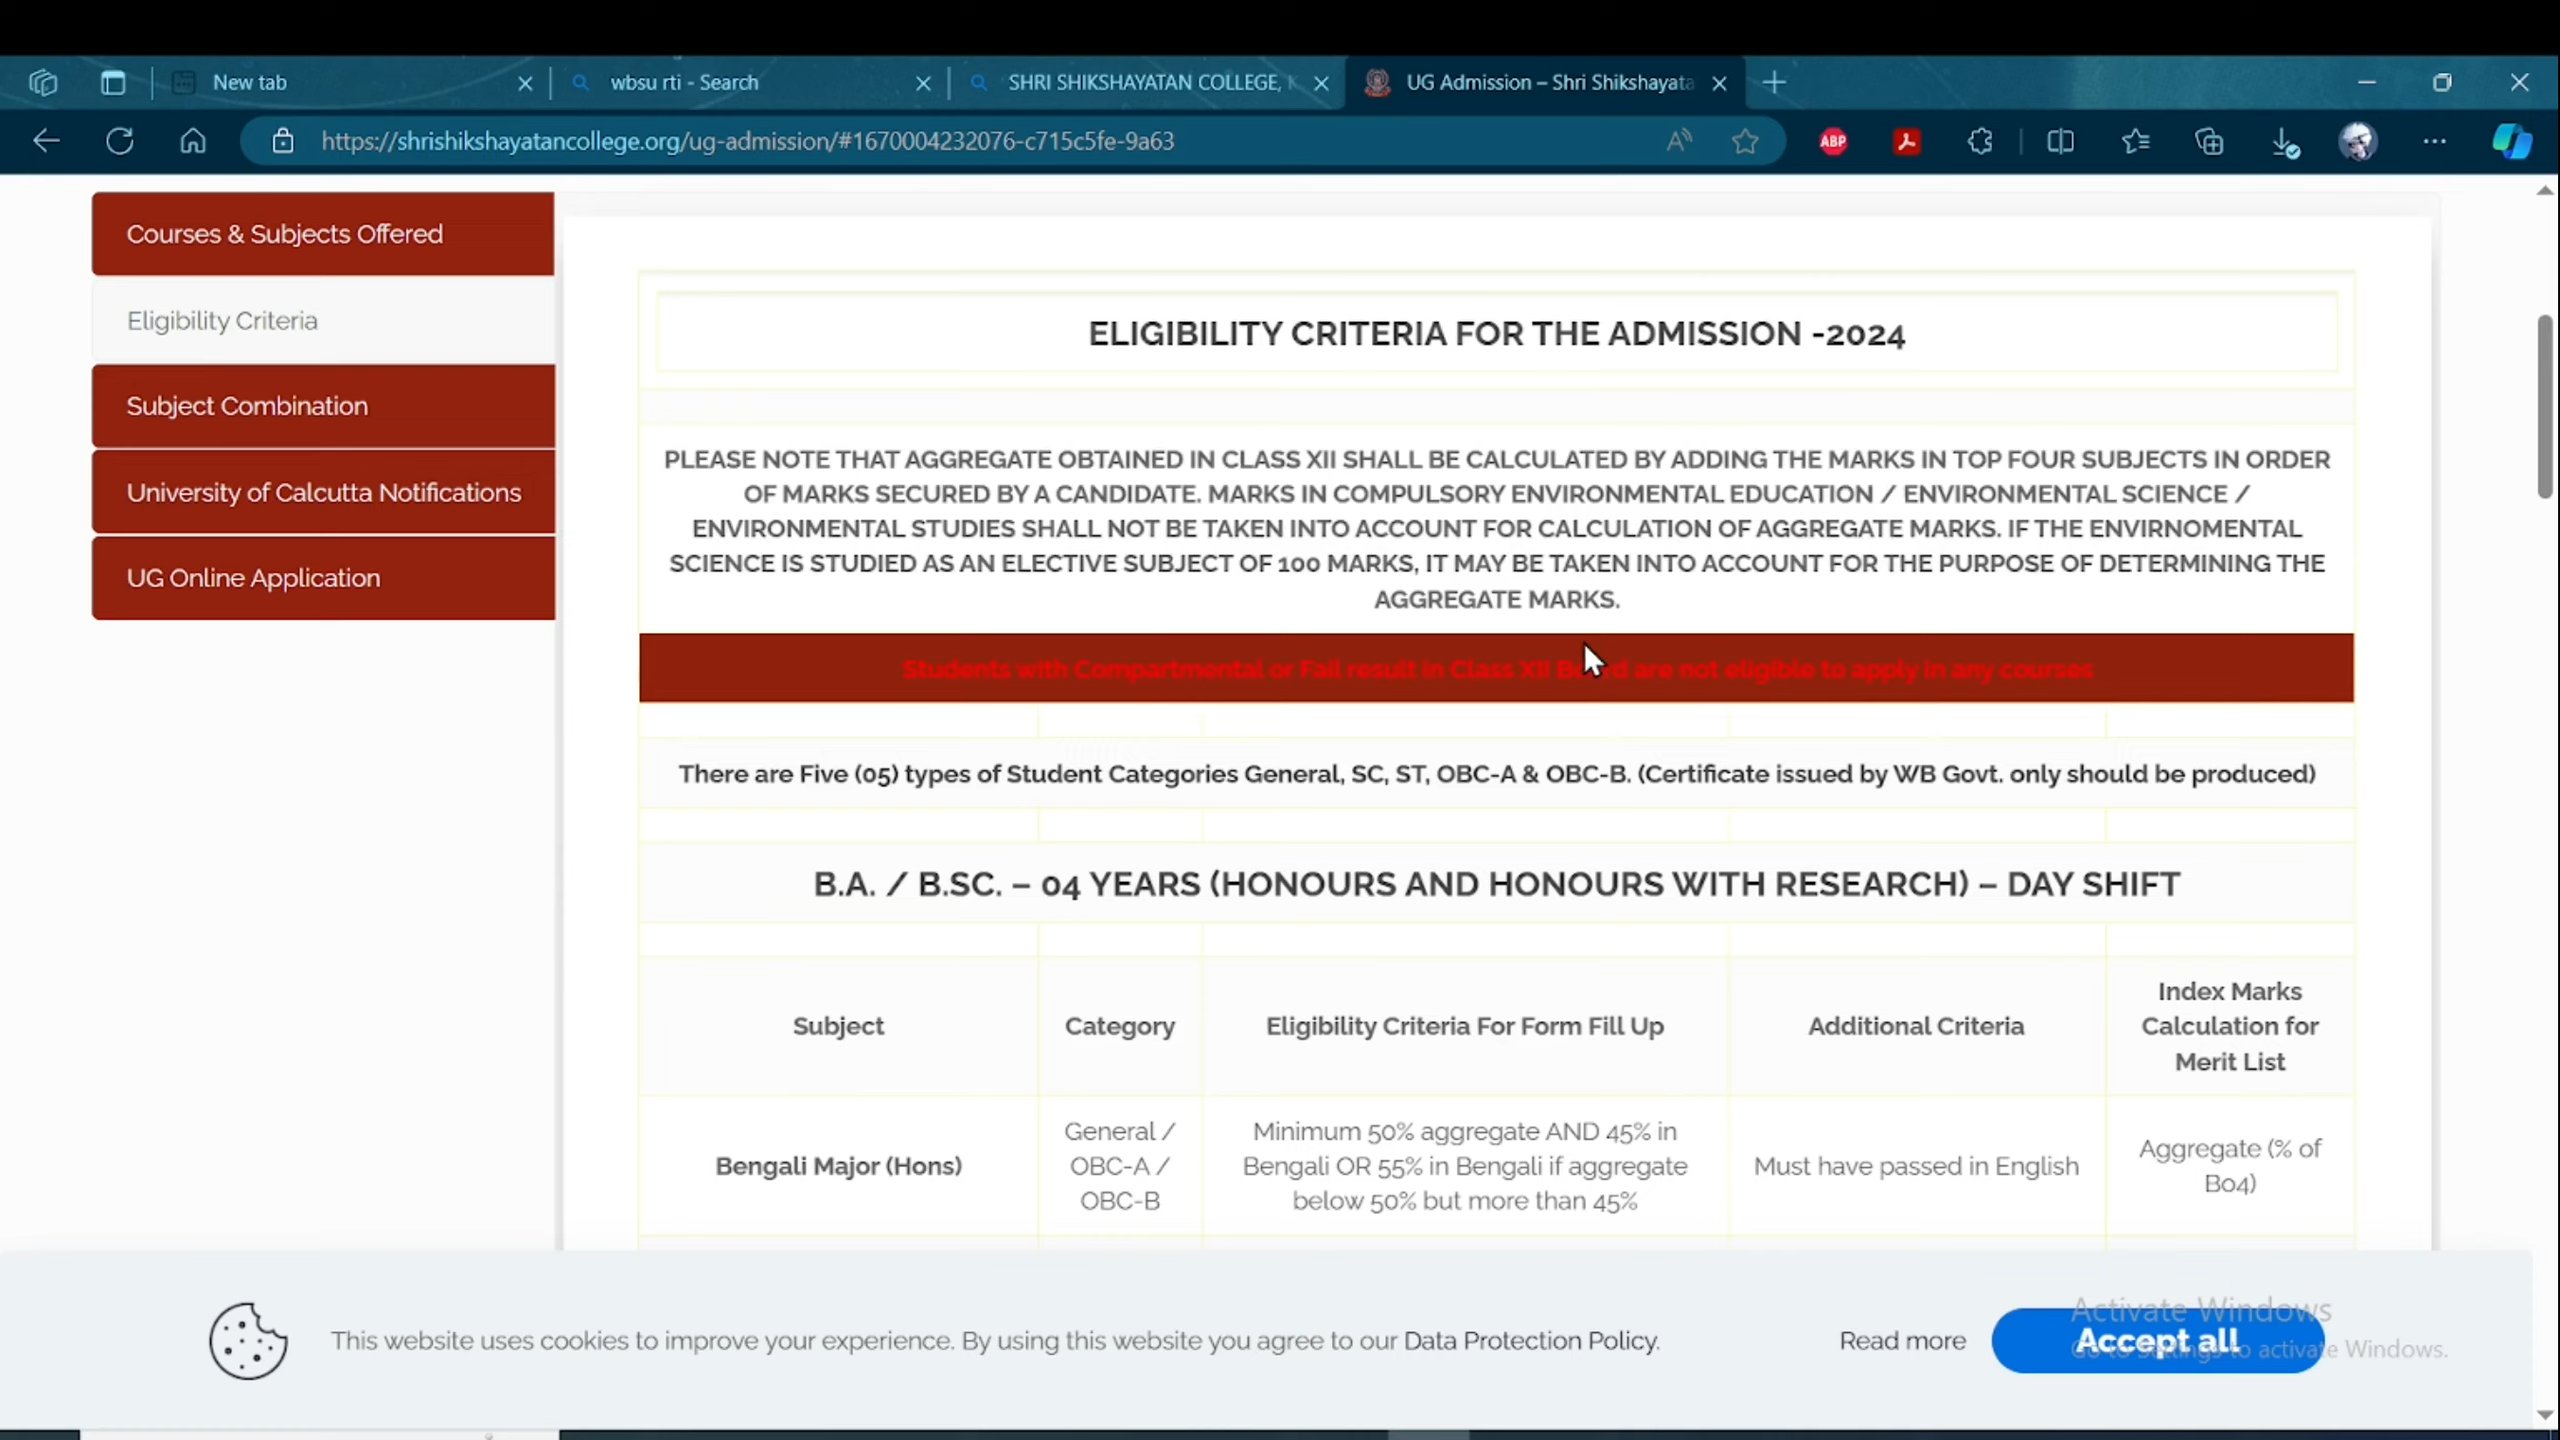 New tab
wbsu rti - Search
SHRI SHIKSHAYATAN COLLEGE,
UG Admission – Shri Shikshayata
https://shrishikshayatancollege.org/ug-admission/#1670004232076-c715c5fe-9a63
ABP
Courses & Subjects Offered
Eligibility Criteria
Subject Combination
University of Calcutta Notifications
UG Online Application
ELIGIBILITY CRITERIA FOR THE ADMISSION -2024
PLEASE NOTE THAT AGGREGATE OBTAINED IN CLASS XII SHALL BE CALCULATED BY ADDING THE MARKS IN TOP FOUR SUBJECTS IN ORDER
OF MARKS SECURED BY A CANDIDATE. MARKS IN COMPULSORY ENVIRONMENTAL EDUCATION / ENVIRONMENTAL SCIENCE /
ENVIRONMENTAL STUDIES SHALL NOT BE TAKEN INTO ACCOUNT FOR CALCULATION OF AGGREGATE MARKS. IF THE ENVIRNOMENTAL
SCIENCE IS STUDIED AS AN ELECTIVE SUBJECT OF 100 MARKS, IT MAY BE TAKEN INTO ACCOUNT FOR THE PURPOSE OF DETERMINING THE
AGGREGATE MARKS.
Students with Compartmental or Fail result in Class XII Board are not eligible to apply in any courses
There are Five (05) types of Student Categories General, SC, ST, OBC-A & OBC-B. (Certificate issued by WB Govt. only should be produced)
B.A. / B.SC. – 04 YEARS (HONOURS AND HONOURS WITH RESEARCH) – DAY SHIFT
Subject
Category
Eligibility Criteria For Form Fill Up
Additional Criteria
Index Marks
Calculation for
Merit List
Bengali Major (Hons)
General /
OBC-A /
OBC-B
Minimum 50% aggregate AND 45% in
Bengali OR 55% in Bengali if aggregate
below 50% but more than 45%
Must have passed in English
Aggregate (% of
Bo4)
This website uses cookies to improve your experience. By using this website you agree to our Data Protection Policy.
Read more
Accept all
Activate Windows
Go to Settings to activate Windows.